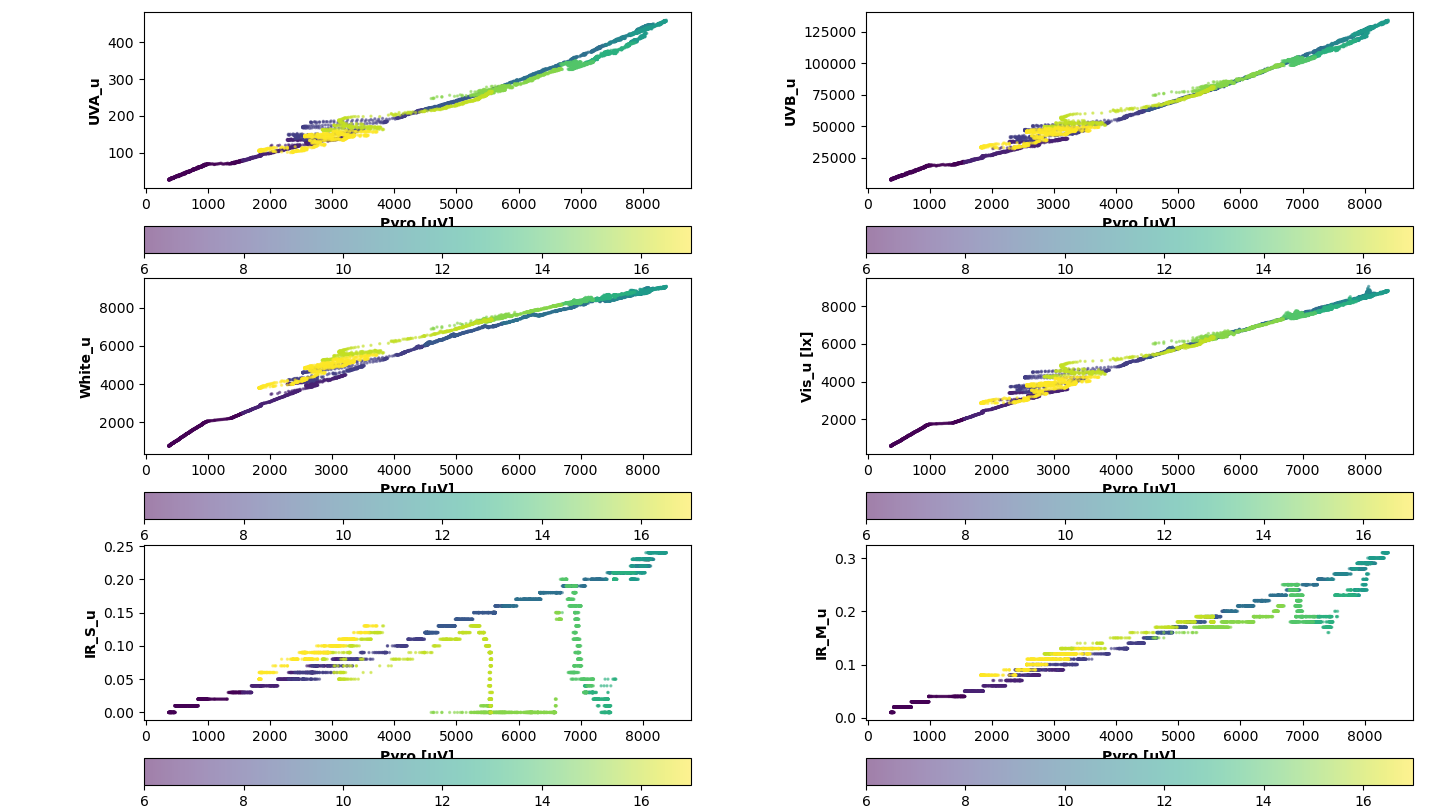 400
300
200
100
UVA_u
0 1000 2000 3000 4000 5000 6000 7000 8000
Pyro [uV]
6 8 10 12 14 16
125000
100000
75000
50000
25000
UVB_u
0 1000 2000 3000 4000 5000 6000 7000 8000
Pyro [uV]
6 8 10 12 14 16
8000
6000
4000
2000
White_u
0 1000 2000 3000 4000 5000 6000 7000 8000
Pyro [uV]
6 8 10 12 14 16
8000
6000
4000
2000
Vis_u [lx]
0 1000 2000 3000 4000 5000 6000 7000 8000
Pyro [uV]
6 8 10 12 14 16
0.25
0.20
0.15
0.10
0.05
0.00
IR_S_u
0 1000 2000 3000 4000 5000 6000 7000 8000
Pyro [uV]
6 8 10 12 14 16
0.3
0.2
0.1
0.0
IR_M_u
0 1000 2000 3000 4000 5000 6000 7000 8000
Pyro [uV]
6 8 10 12 14 16